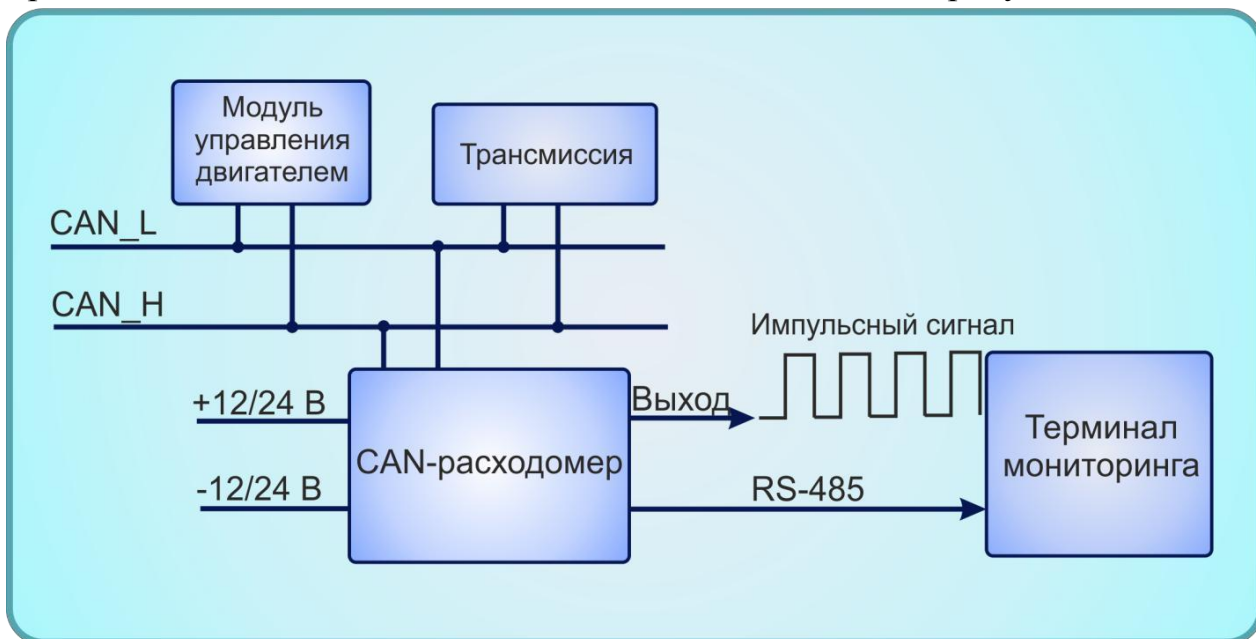 Модуль
управления
двигателем
Трансмиссия
CAN_L
CAN_H
Импульсный сигнал
+12/24 В
Выход
CAN-расходомер
Терминал
мониторинга
-12/24 В
RS-485